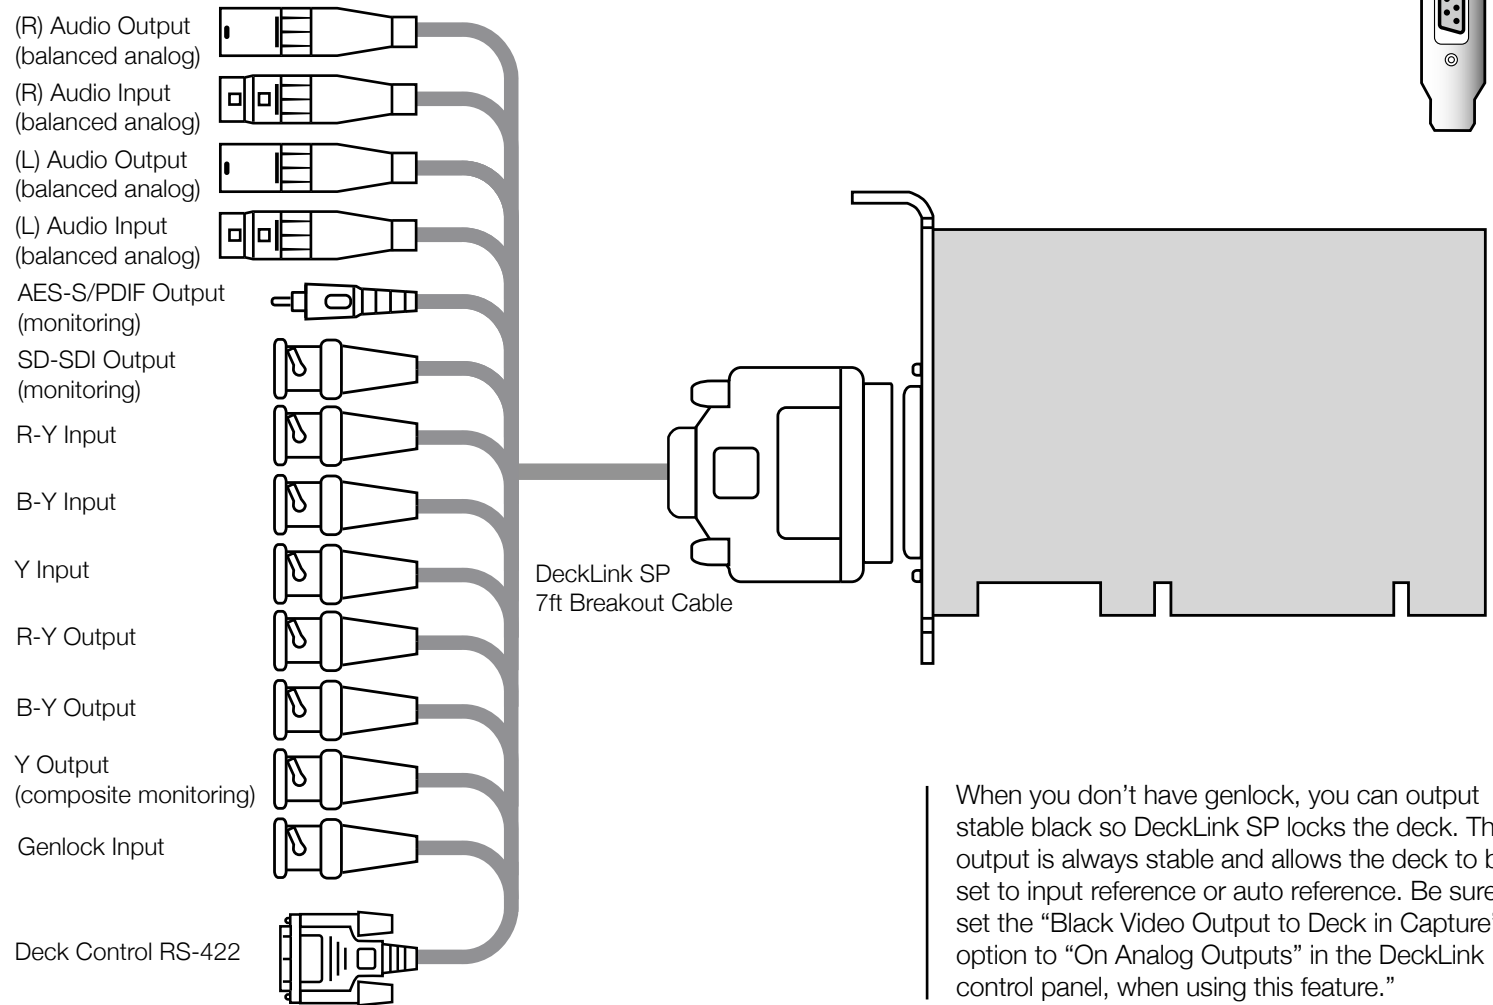 (R) Audio Output
(balanced analog)
(R) Audio Input
(balanced analog)
(L) Audio Output
(balanced analog)
(L) Audio Input
(balanced analog)
AES-S/PDIF Output
(monitoring)
SD-SDI Output
(monitoring)
R-Y Input
B-Y Input
Y Input
R-Y Output
B-Y Output
Y Output
(composite monitoring)
Genlock Input
Deck Control RS-422
DeckLink SP
7ft Breakout Cable
When you don’t have genlock, you can output
stable black so DeckLink SP locks the deck.
output is always stable and allows the deck to
set to input reference or auto reference. Be sure
set the “Black Video Output to Deck in Capture”
option to “On Analog Outputs” in the DeckLink
control panel, when using this feature.”